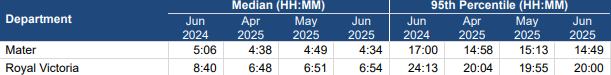 Department Median (HH:MM) 95th Percentile (HH:MM)
Jun Apr May Jun Jun Apr May Jun
2024 2025 2025 2025 2024 2025 2025 2025
Mater 5:06 4:38 4:49 4:34 17:00 14:58 15:13 14:49
Royal Victoria 8:40 6:48 6:51 6:54 24:13 20:04 19:55 20:00